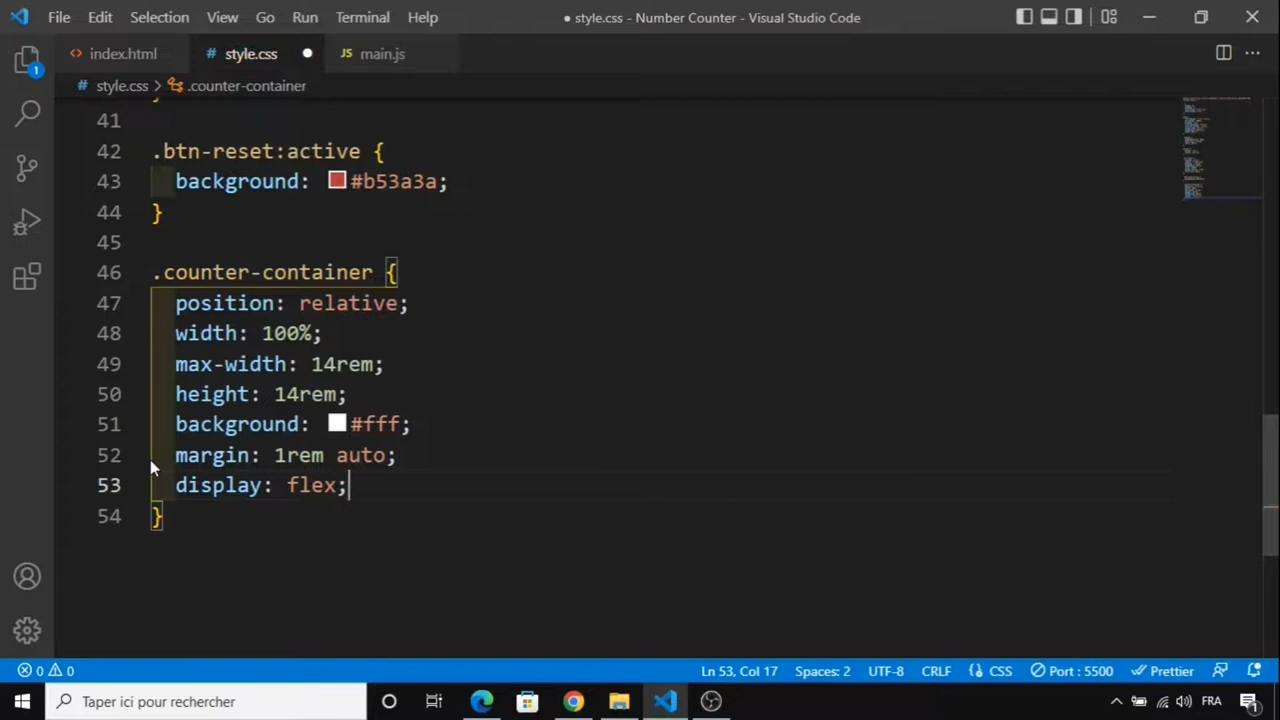 File Edit Selection View Go Run Terminal Help ● style.css - Number Counter - Visual Studio Code
<> index.html # style.css ● JS main.js
# style.css > .counter-container
1
}
41
42 .btn-reset:active {
43 background: #b53a3a;
44 }
45
46 .counter-container {
47 position: relative;
48 width: 100%;
49 max-width: 14rem;
50 height: 14rem;
51 background: #fff;
52 margin: 1rem auto;
53 display: flex;
54 }
0 0 Ln 53, Col 17 Spaces: 2 UTF-8 CRLF {} CSS Port : 5500 Prettier
Taper ici pour rechercher FRA 1